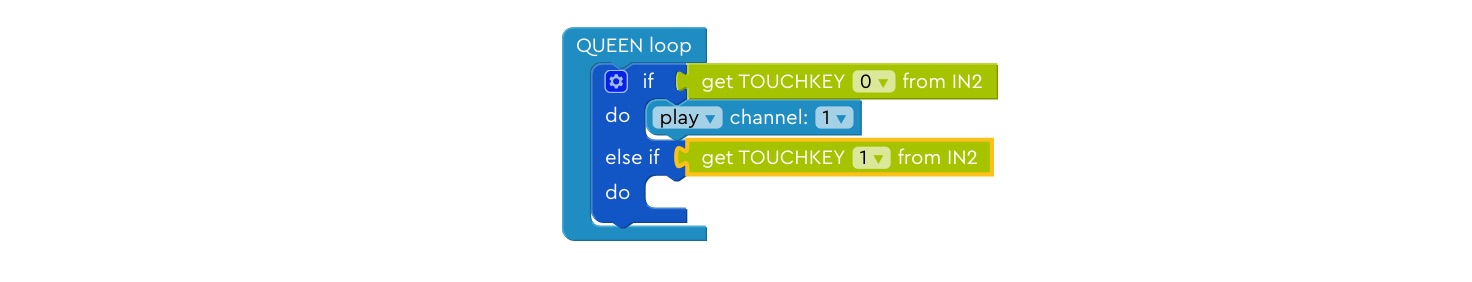 QUEEN loop
if get TOUCHKEY 0 from IN2
do play channel: 1
else if get TOUCHKEY 1 from IN2
do